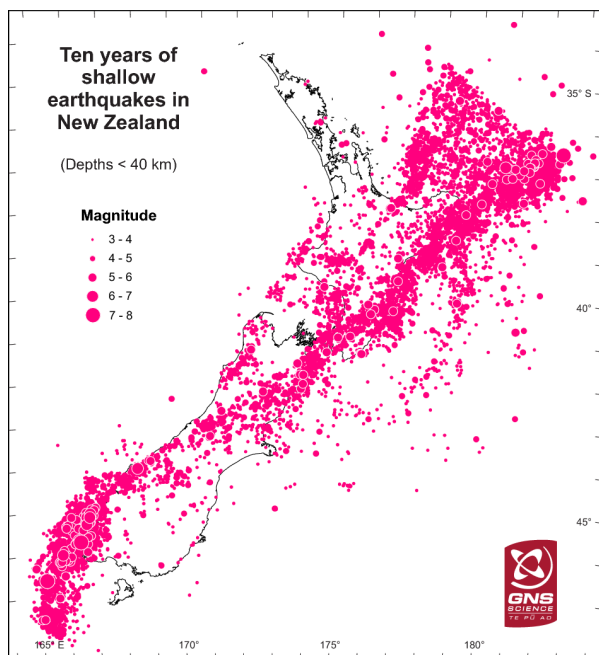 Ten years of
shallow
earthquakes in
New Zealand
(Depths < 40 km)
Magnitude
3 - 4
4 - 5
5 - 6
6 - 7
7 - 8
35° S
40°
45°
GNS
SCIENCE
TE PŪ AO
165° E
170°
175°
180°